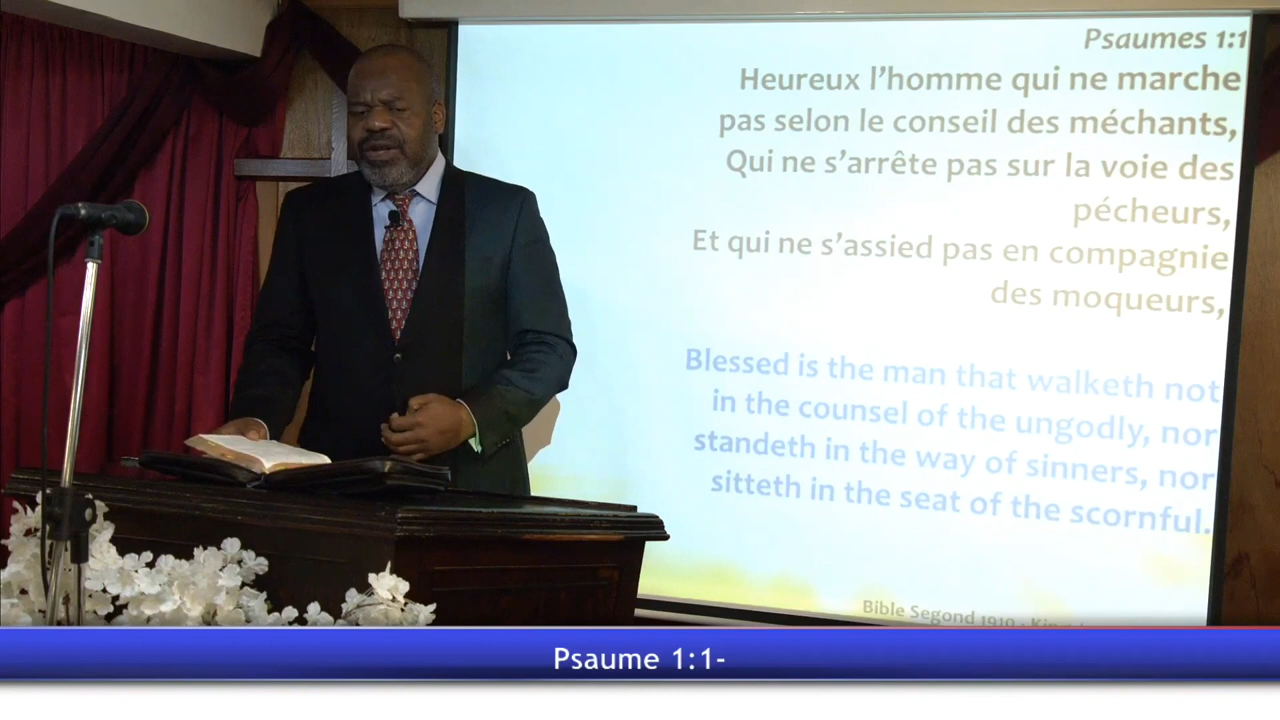 Psaumes 1:1
Heureux l’homme qui ne marche
pas selon le conseil des méchants,
Qui ne s’arrête pas sur la voie des
pécheurs,
Et qui ne s’assied pas en compagnie
des moqueurs,
Blessed is the man that walketh not
in the counsel of the ungodly, nor
standeth in the way of sinners, nor
sitteth in the seat of the scornful.
Bible Segond 1910 -
Psaume 1:1-